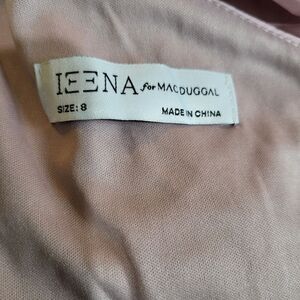 IEENA for MAC DUGGAL
SIZE: 8 MADE IN CHINA